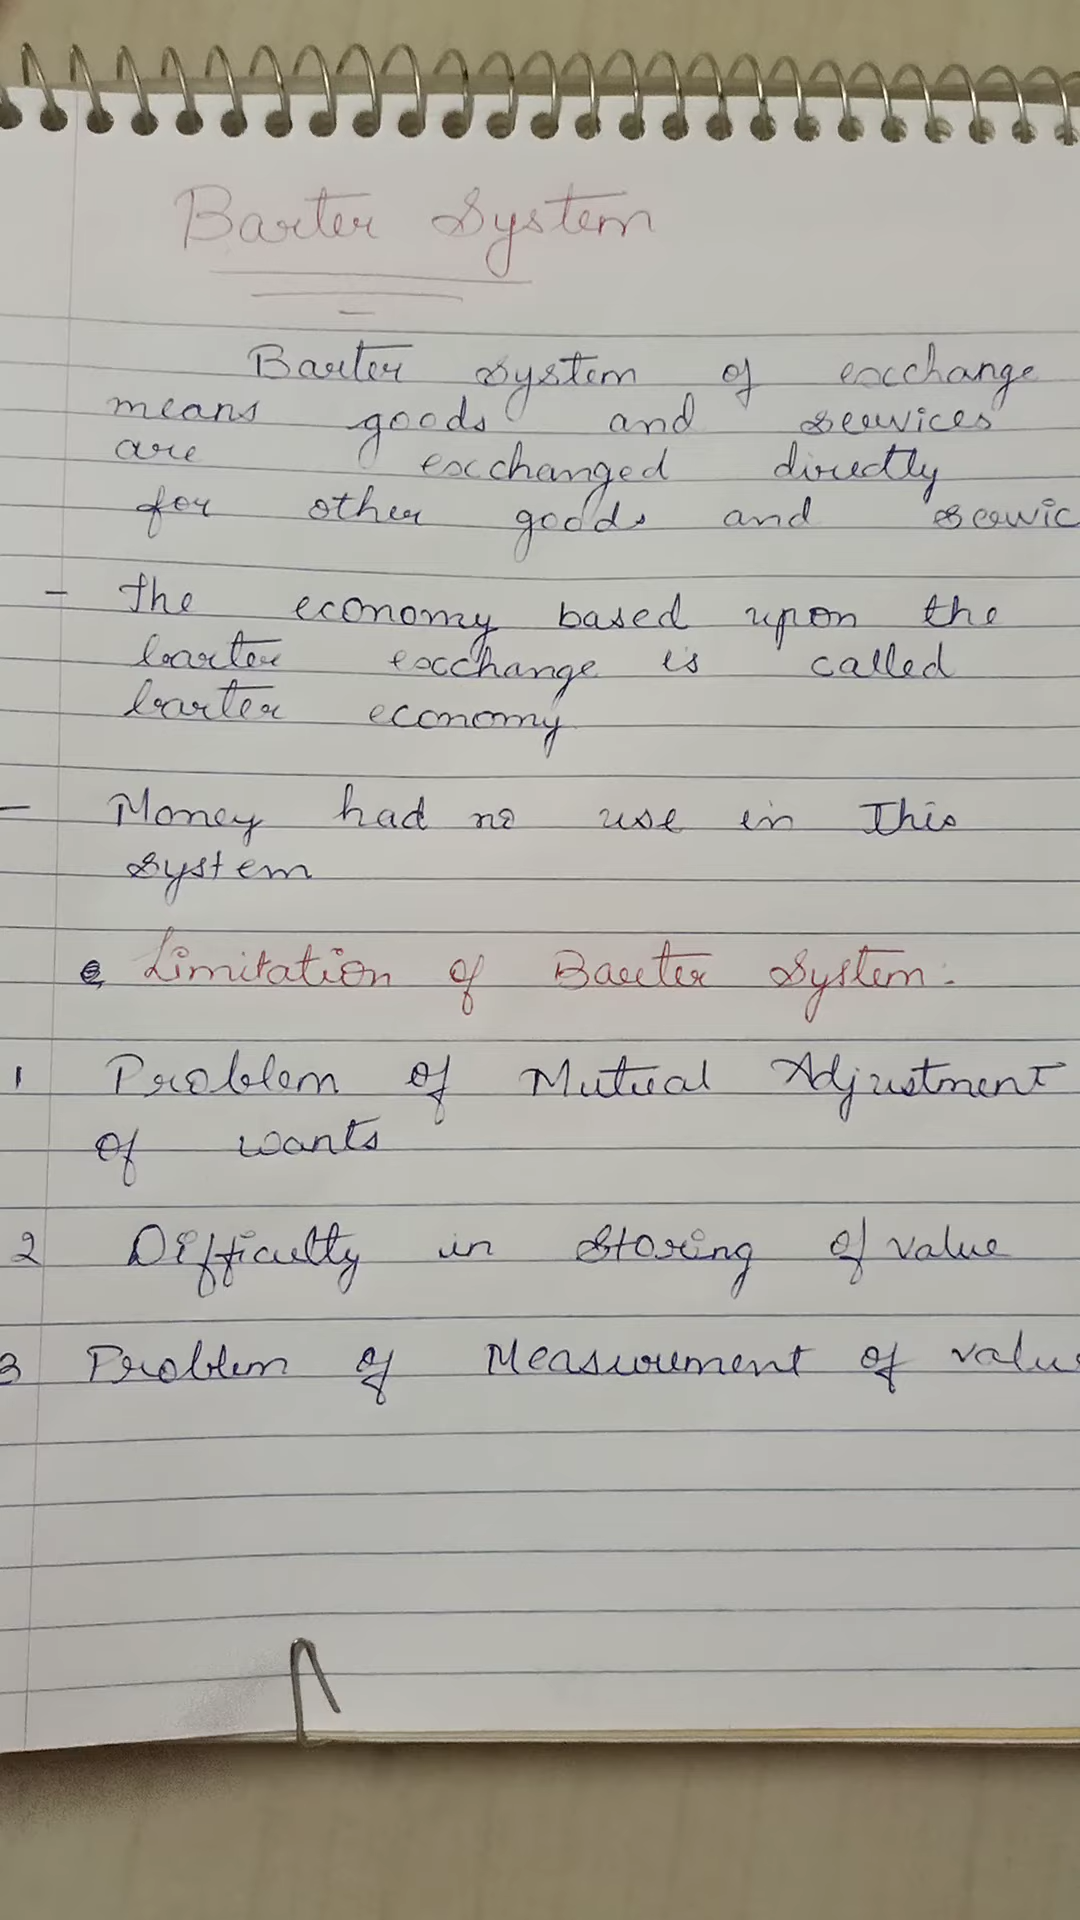 Barter System
Barter system of exchange
means goods and services
are exchanged directly
for other goods and servic
- The economy based upon the
barter exchange is called
barter economy
- Money had no use in This
system
Limitation of Barter System.
1 Problem of Mutual Adjustment
of wants
2 Difficulty in Storing of value
3 Problem of Measurement of value